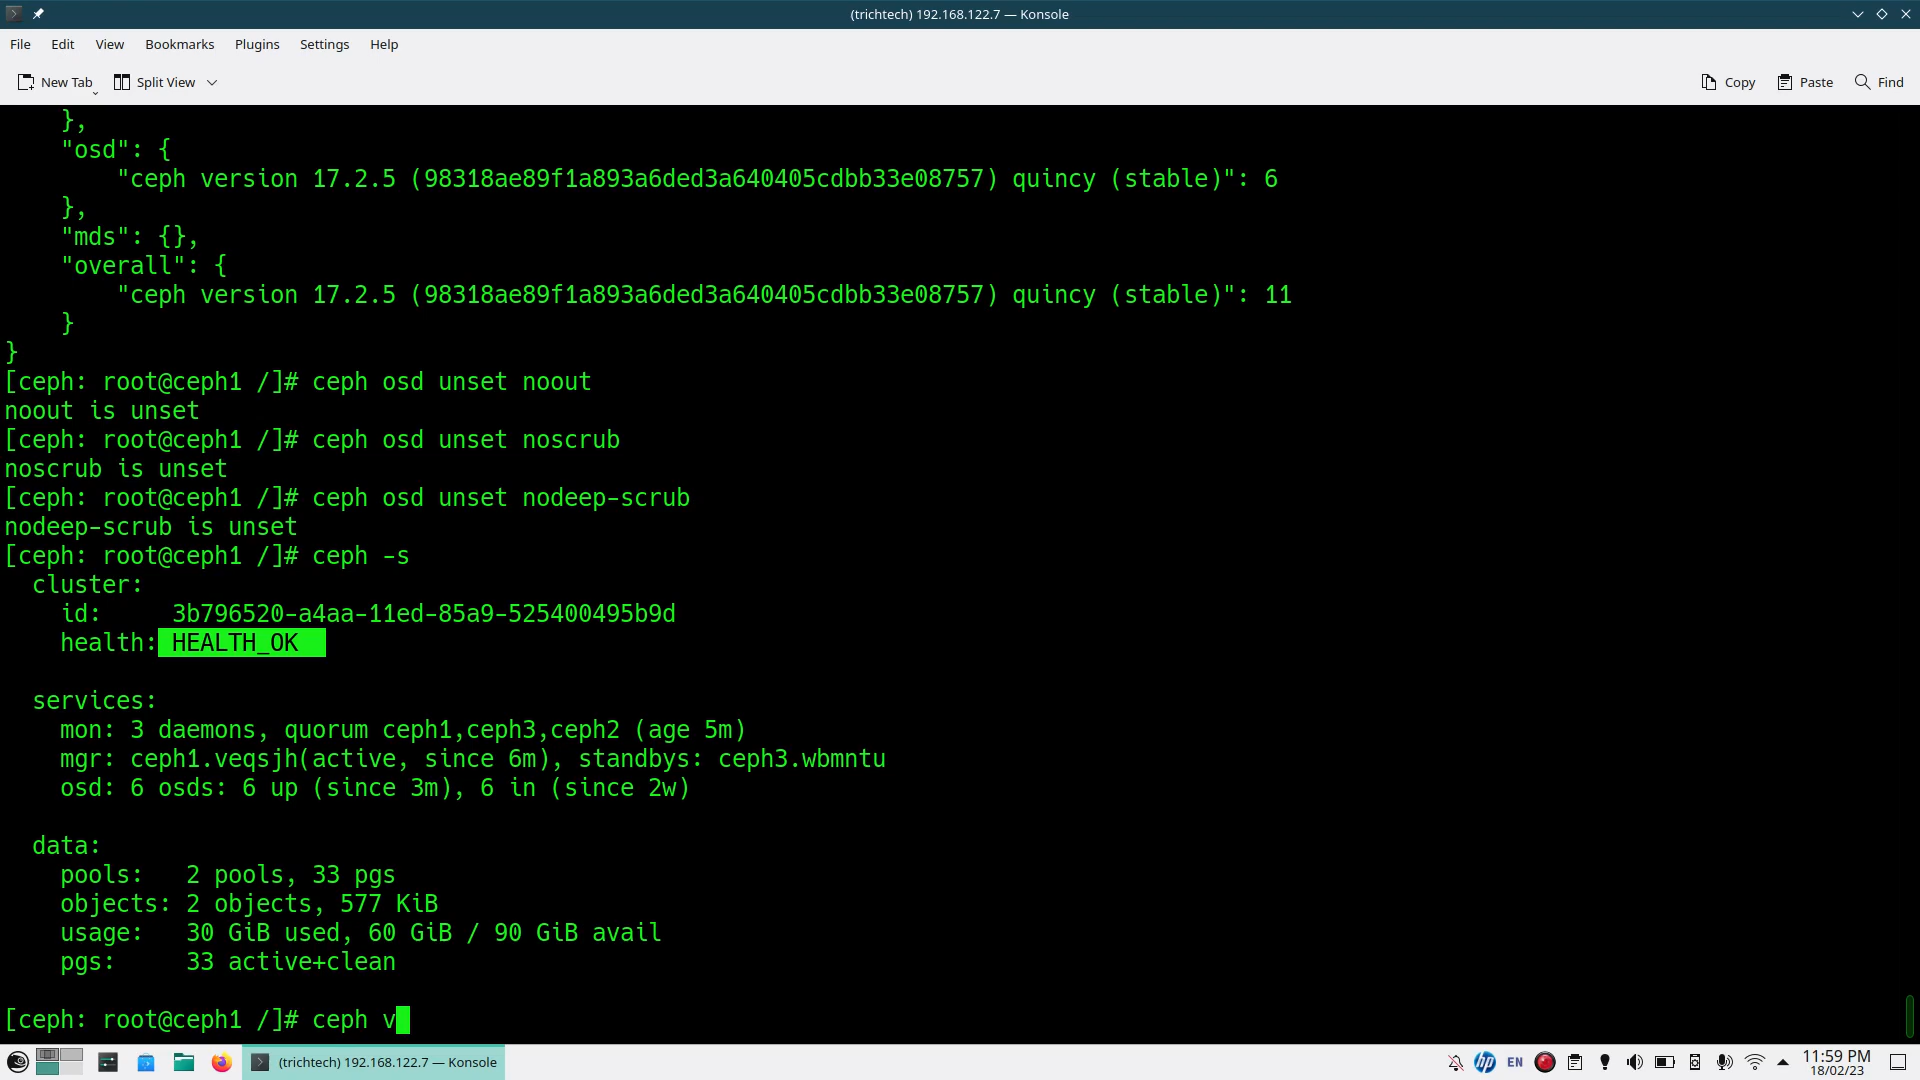 (trichtech) 192.168.122.7 — Konsole
File Edit View Bookmarks Plugins Settings Help
New Tab Split View Copy Paste Find
},
"osd": {
"ceph version 17.2.5 (98318ae89f1a893a6ded3a640405cdbb33e08757) quincy (stable)": 6
},
"mds": {},
"overall": {
"ceph version 17.2.5 (98318ae89f1a893a6ded3a640405cdbb33e08757) quincy (stable)": 11
}
}
[ceph: root@ceph1 /]# ceph osd unset noout
noout is unset
[ceph: root@ceph1 /]# ceph osd unset noscrub
noscrub is unset
[ceph: root@ceph1 /]# ceph osd unset nodeep-scrub
nodeep-scrub is unset
[ceph: root@ceph1 /]# ceph -s
cluster:
id: 3b796520-a4aa-11ed-85a9-525400495b9d
health: HEALTH_OK
services:
mon: 3 daemons, quorum ceph1,ceph3,ceph2 (age 5m)
mgr: ceph1.veqsjh(active, since 6m), standbys: ceph3.wbmntu
osd: 6 osds: 6 up (since 3m), 6 in (since 2w)
data:
pools: 2 pools, 33 pgs
objects: 2 objects, 577 KiB
usage: 30 GiB used, 60 GiB / 90 GiB avail
pgs: 33 active+clean
[ceph: root@ceph1 /]# ceph v
(trichtech) 192.168.122.7 — Konsole hp EN 11:59 PM
18/02/23